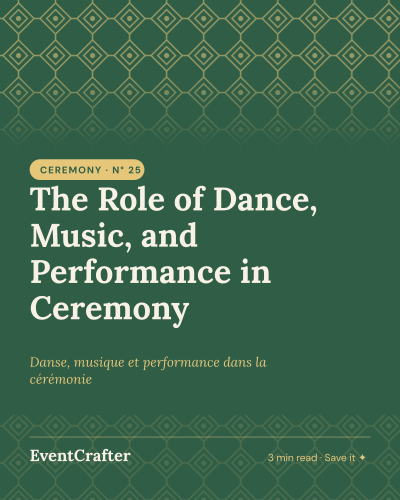 CEREMONY · N° 25
The Role of Dance,
Music, and
Performance in
Ceremony
Danse, musique et performance dans la
cérémonie
EventCrafter
3 min read · Save it ✦